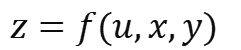 z = f(u, x, y)